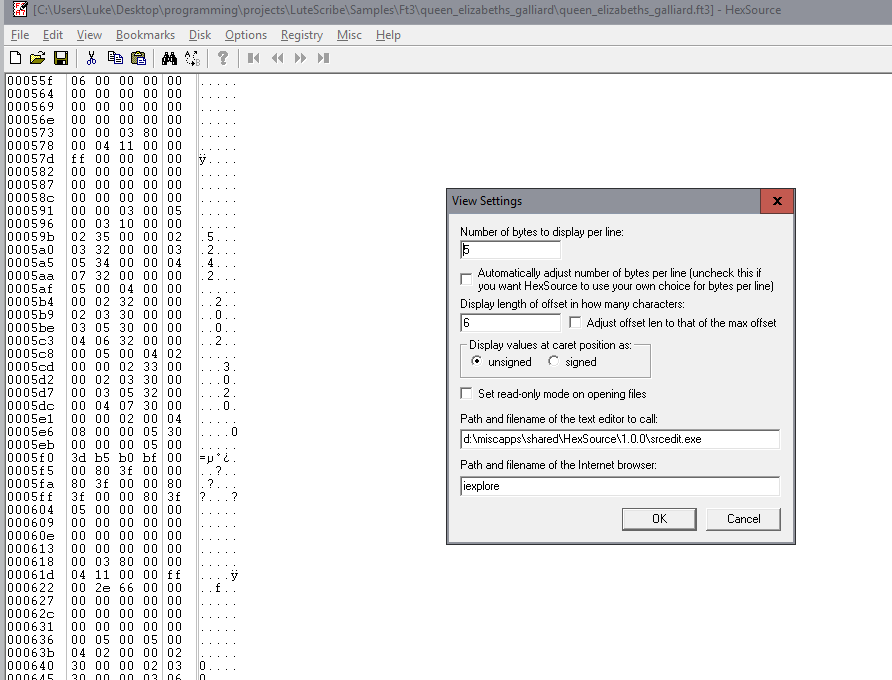 [C:\Users\Luke\Desktop\programming\projects\LuteScribe\Samples\Ft3\queen_elizabeths_galliard\queen_elizabeths_galliard.ft3] - HexSource
File Edit View Bookmarks Disk Options Registry Misc Help
00055f 06 00 00 00 00 .....
000564 00 00 00 00 00 .....
000569 00 00 00 00 00 .....
00056e 00 00 00 00 00 .....
000573 00 00 03 80 00 .....
000578 00 04 11 00 00 .....
00057d ff 00 00 00 00 ÿ....
000582 00 00 00 00 00 .....
000587 00 00 00 00 00 .....
00058c 00 00 00 00 00 .....
000591 00 00 03 00 05 .....
000596 00 03 10 00 00 .....
00059b 02 35 00 00 02 .5...
0005a0 03 32 00 00 03 .2...
0005a5 05 34 00 00 04 .4...
0005aa 07 32 00 00 00 .2...
0005af 05 00 04 00 00 .....
0005b4 00 02 32 00 00 ..2..
0005b9 02 03 30 00 00 ..0..
0005be 03 05 30 00 00 ..0..
0005c3 04 06 32 00 00 ..2..
0005c8 00 05 00 04 02 .....
0005cd 00 00 02 33 00 ...3.
0005d2 00 02 03 30 00 ...0.
0005d7 00 03 05 32 00 ...2.
0005dc 00 04 07 30 00 ...0.
0005e1 00 00 02 00 04 .....
0005e6 08 00 00 05 30 ....0
0005eb 00 00 00 05 00 .....
0005f0 3d b5 b0 bf 00 =µ°¿.
0005f5 00 80 3f 00 00 ..?..
0005fa 80 3f 00 00 80 .?...
0005ff 3f 00 00 80 3f ?...?
000604 05 00 00 00 00 .....
000609 00 00 00 00 00 .....
00060e 00 00 00 00 00 .....
000613 00 00 00 00 00 .....
000618 00 03 80 00 00 .....
00061d 04 11 00 00 ff ....ÿ
000622 00 2e 66 00 00 ..f..
000627 00 00 00 00 00 .....
00062c 00 00 00 00 00 .....
000631 00 00 00 00 00 .....
000636 00 05 00 05 00 .....
00063b 04 02 00 00 02 .....
000640 30 00 00 02 03 0....
000645 30 00 00 03 06 0....
View Settings
Number of bytes to display per line:
5
Automatically adjust number of bytes per line (uncheck this if
you want HexSource to use your own choice for bytes per line)
Display length of offset in how many characters:
6 Adjust offset len to that of the max offset
Display values at caret position as:
unsigned signed
Set read-only mode on opening files
Path and filename of the text editor to call:
d:\miscapps\shared\HexSource\1.0.0\srcedit.exe
Path and filename of the Internet browser:
iexplore
OK Cancel